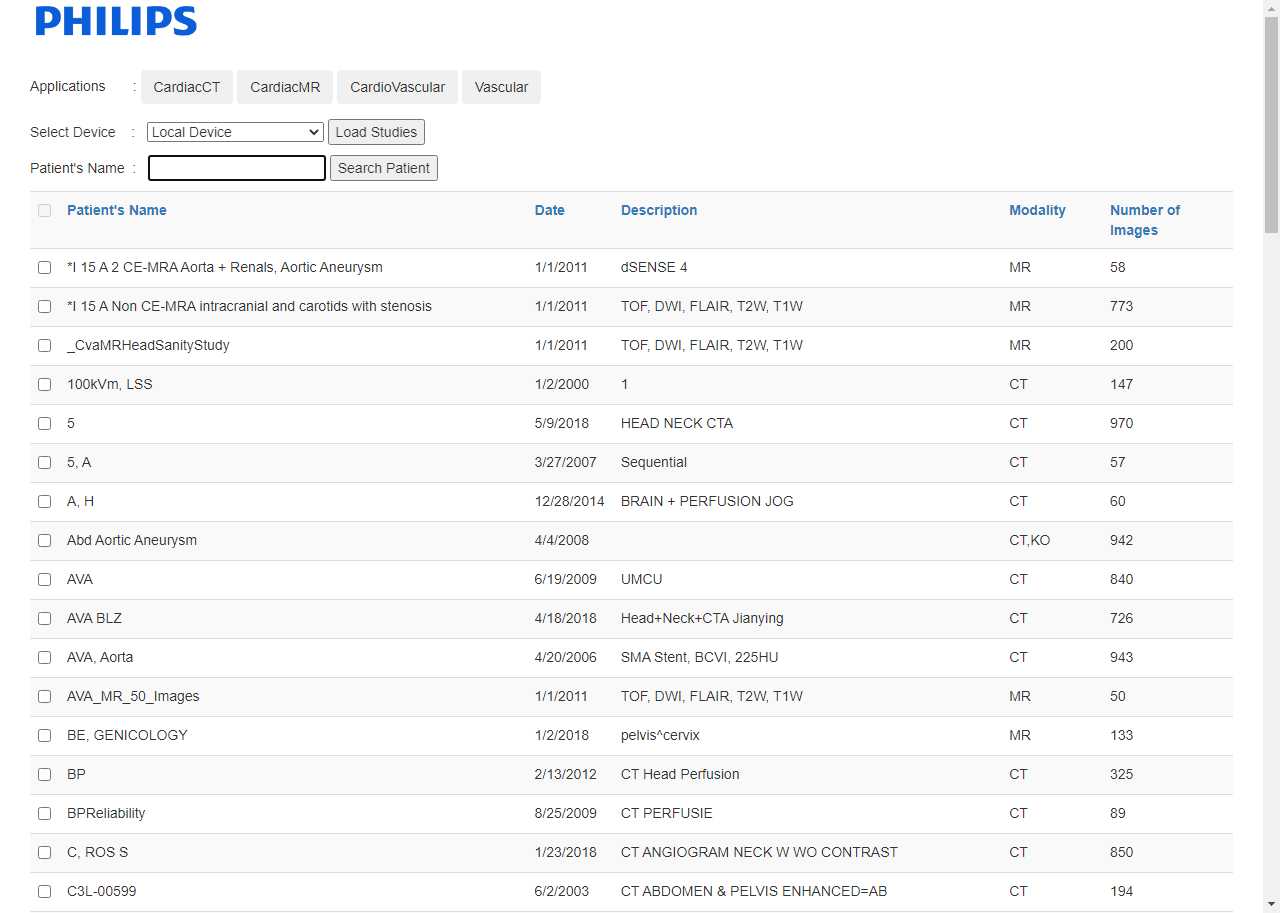 PHILIPS
Applications : CardiacCT CardiacMR CardioVascular Vascular
Select Device : Local Device Load Studies
Patient's Name : Search Patient
Patient's Name Date Description Modality Number of
Images
*I 15 A 2 CE-MRA Aorta + Renals, Aortic Aneurysm 1/1/2011 dSENSE 4 MR 58
*I 15 A Non CE-MRA intracranial and carotids with stenosis 1/1/2011 TOF, DWI, FLAIR, T2W, T1W MR 773
_CvaMRHeadSanityStudy 1/1/2011 TOF, DWI, FLAIR, T2W, T1W MR 200
100kVm, LSS 1/2/2000 1 CT 147
5 5/9/2018 HEAD NECK CTA CT 970
5, A 3/27/2007 Sequential CT 57
A, H 12/28/2014 BRAIN + PERFUSION JOG CT 60
Abd Aortic Aneurysm 4/4/2008 CT,KO 942
AVA 6/19/2009 UMCU CT 840
AVA BLZ 4/18/2018 Head+Neck+CTA Jianying CT 726
AVA, Aorta 4/20/2006 SMA Stent, BCVI, 225HU CT 943
AVA_MR_50_Images 1/1/2011 TOF, DWI, FLAIR, T2W, T1W MR 50
BE, GENICOLOGY 1/2/2018 pelvis^cervix MR 133
BP 2/13/2012 CT Head Perfusion CT 325
BPReliability 8/25/2009 CT PERFUSIE CT 89
C, ROS S 1/23/2018 CT ANGIOGRAM NECK W WO CONTRAST CT 850
C3L-00599 6/2/2003 CT ABDOMEN & PELVIS ENHANCED=AB CT 194